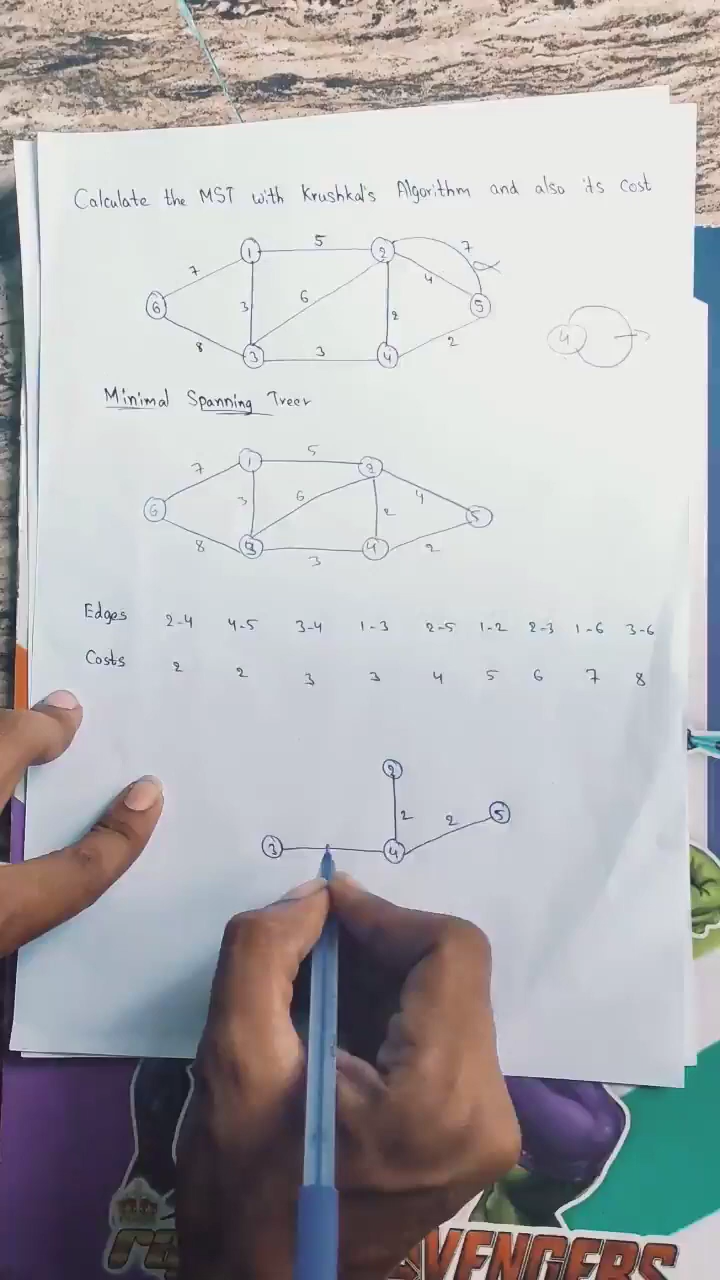 Calculate the MST with Krushkal's Algorithm and also its cost
1 5 2 7
7 4
6 3 6 2 5 4
8 2
3 3 4
Minimal Spanning Treer
1 5 2
7 3 6 4
6 2 5
8 3 3 4 2
Edges 2-4 4-5 3-4 1-3 2-5 1-2 2-3 1-6 3-6
Costs 2 2 3 3 4 5 6 7 8
2
2 2 5
3 4
AVENGERS